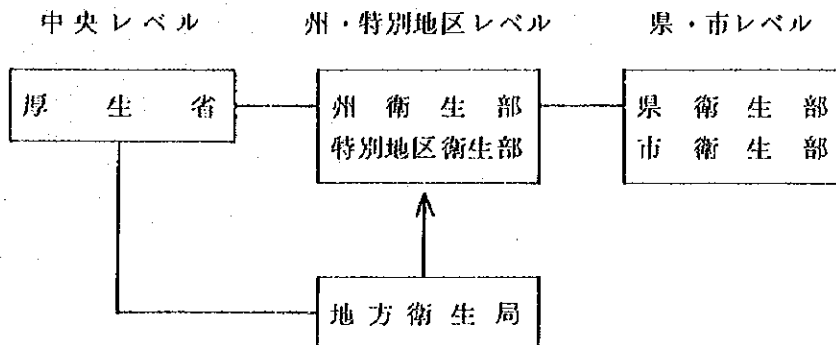 中央レベル
州・特別地区レベル
県・市レベル
厚生省
州衛生部
特別地区衛生部
県衛生部
市衛生部
地方衛生局